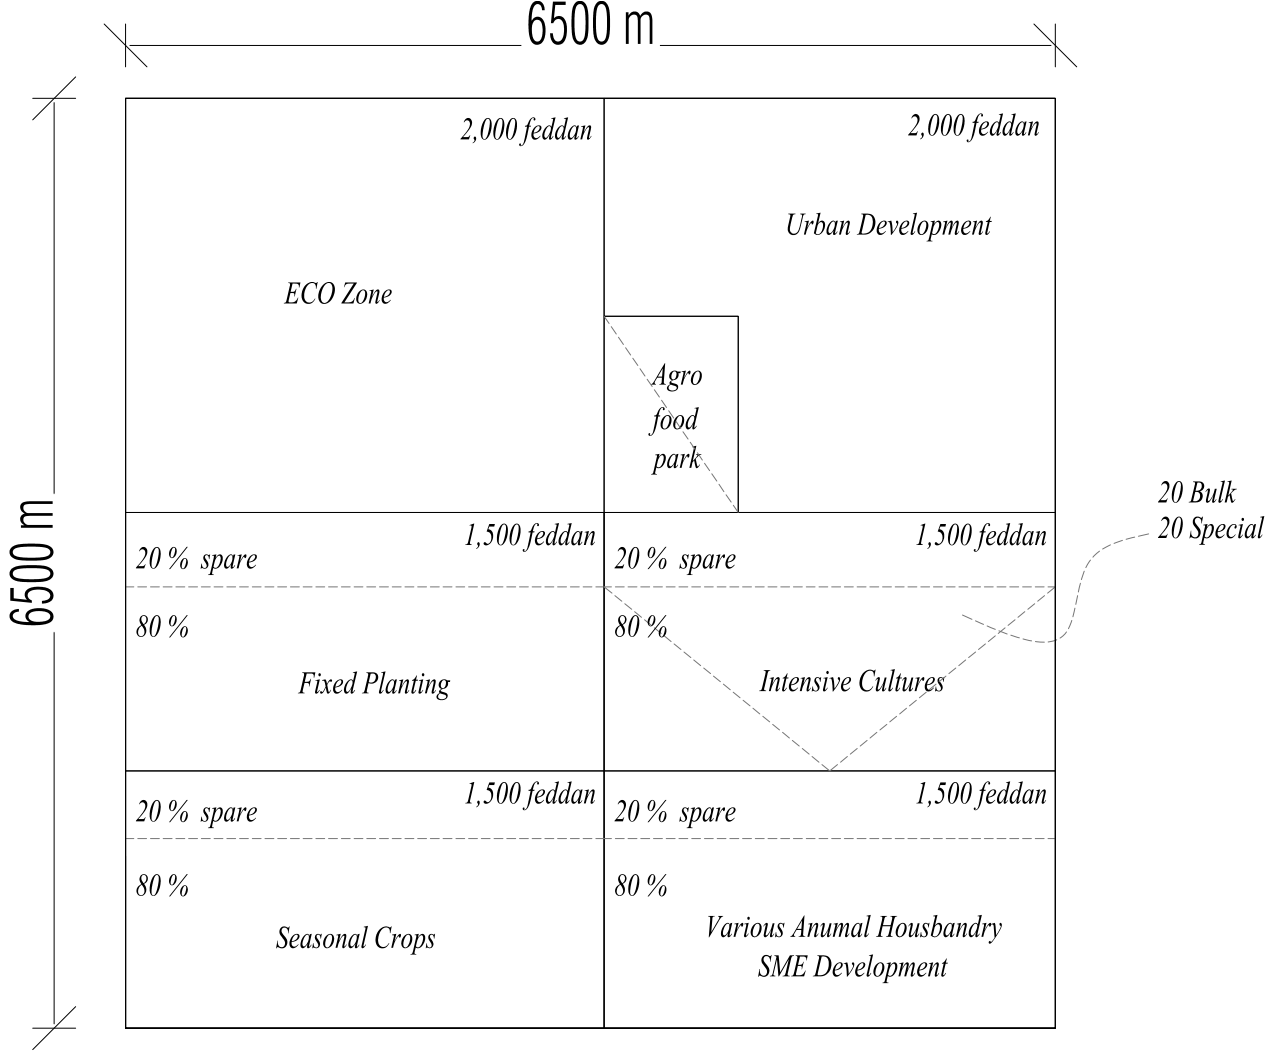 6500 m
6500 m
2,000 feddan
ECO Zone
2,000 feddan
Urban Development
Agro
food
park
20 Bulk
20 Special
1,500 feddan
20 % spare
80 %
Fixed Planting
1,500 feddan
20 % spare
80 %
Intensive Cultures
1,500 feddan
20 % spare
80 %
Seasonal Crops
1,500 feddan
20 % spare
80 %
Various Anumal Housbandry
SME Development